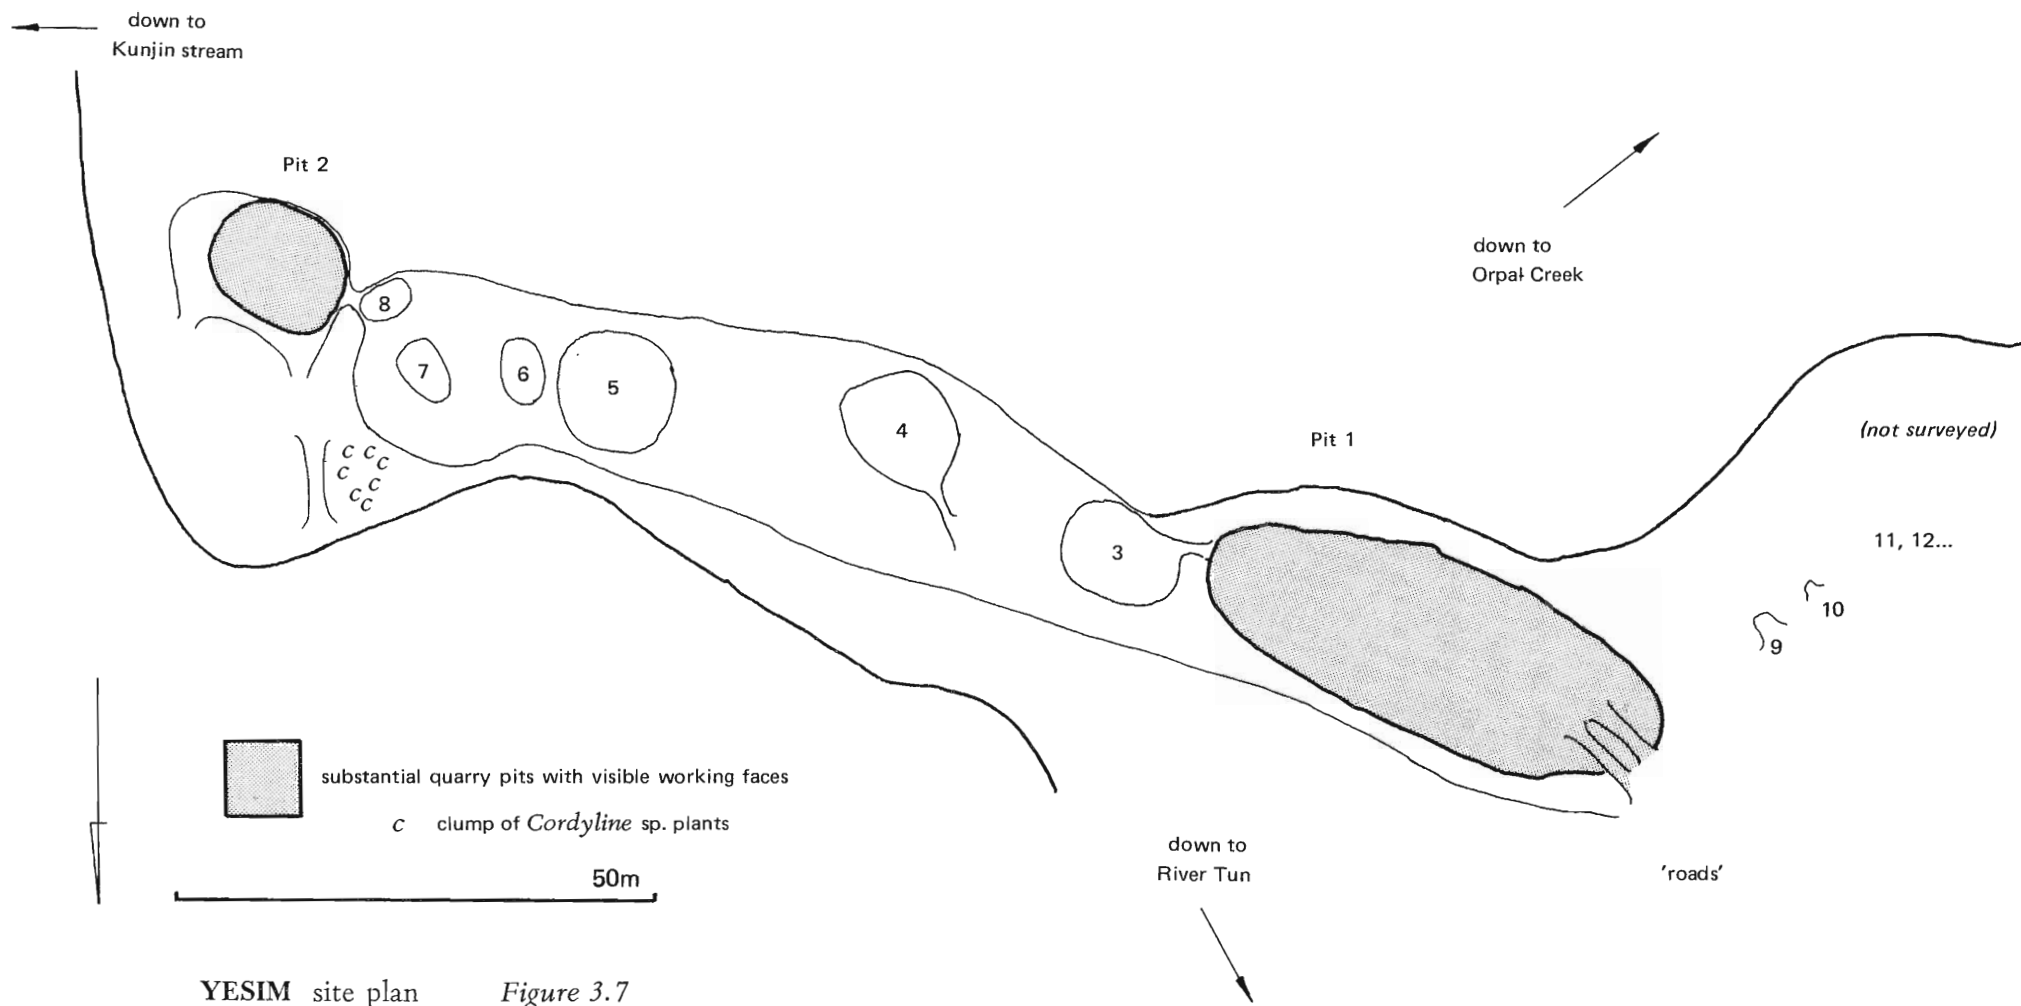 down to
Kunjin stream
Pit 2
down to
Orpał Creek
8
7
6
5
4
3
Pit 1
(not surveyed)
11, 12...
10
9
c c
c c
c
c
c
substantial quarry pits with visible working faces
c clump of Cordyline sp. plants
50m
down to
River Tun
'roads'
YESIM site plan Figure 3.7